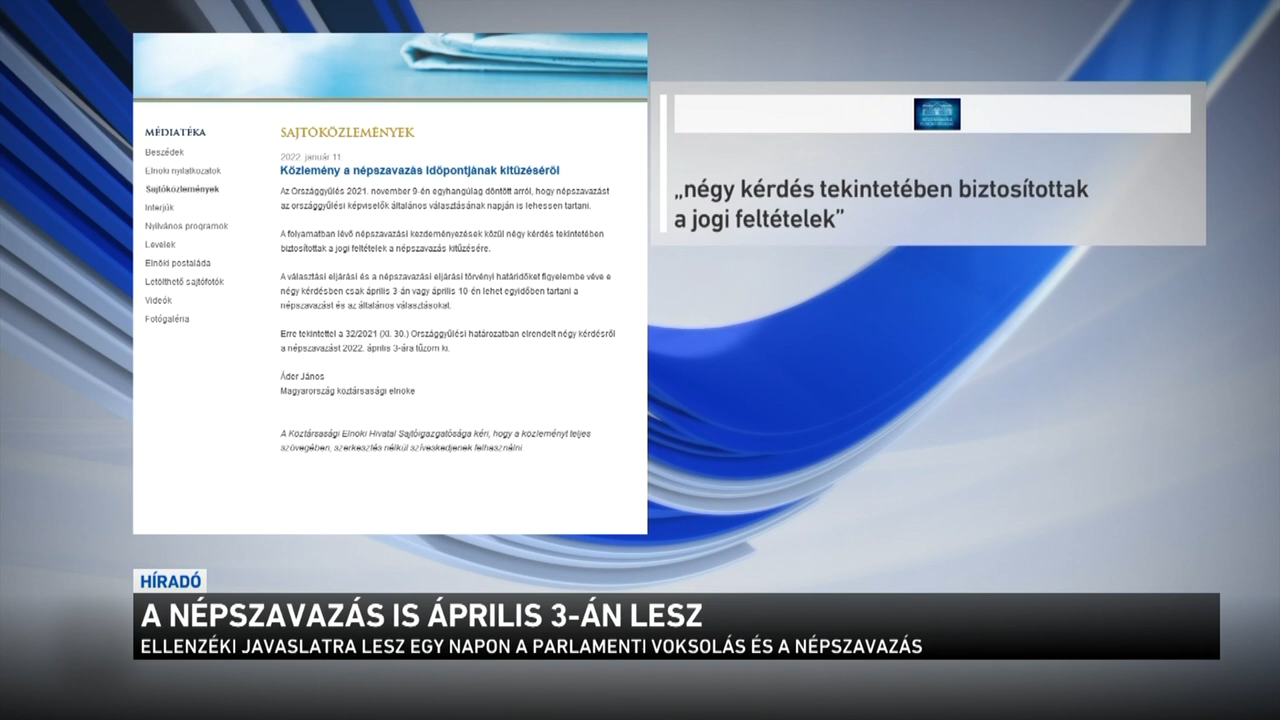 MÉDIATÉKA
Beszédek
Elnöki nyilatkozatok
Sajtóközlemények
Interjúk
Nyilvános programok
Levelek
Elnöki postaláda
Letölthető sajtófotók
Videók
Fotógaléria
SAJTÓKÖZLEMÉNYEK
2022. január 11.
Közlemény a népszavazás időpontjának kitűzéséről
Az Országgyűlés 2021. november 9-én egyhangúlag döntött arról, hogy népszavazást
az országgyűlési képviselők általános választásának napján is lehessen tartani.
A folyamatban lévő népszavazási kezdeményezések közül négy kérdés tekintetében
biztosítottak a jogi feltételek a népszavazás kitűzésére.
A választási eljárási és a népszavazási eljárási törvényi határidőket figyelembe véve e
négy kérdésben csak április 3-án vagy április 10-én lehet egyidőben tartani a
népszavazást és az általános választásokat.
Erre tekintettel a 32/2021 (XI. 30.) Országgyűlési határozatban elrendelt négy kérdésről
a népszavazást 2022. április 3-ára tűzöm ki.
Áder János
Magyarország köztársasági elnöke
A Köztársasági Elnöki Hivatal Sajtóigazgatósága kéri, hogy a közleményt teljes
szövegében, szerkesztés nélkül szíveskedjenek felhasználni
„négy kérdés tekintetében biztosítottak
a jogi feltételek”
HÍRADÓ
A NÉPSZAVAZÁS IS ÁPRILIS 3-ÁN LESZ
ELLENZÉKI JAVASLATRA LESZ EGY NAPON A PARLAMENTI VOKSOLÁS ÉS A NÉPSZAVAZÁS